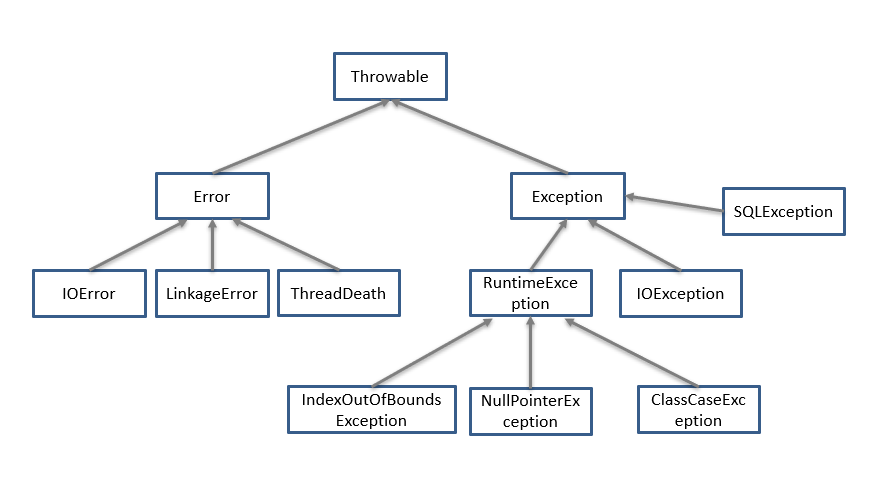 Throwable
Error
Exception
SQLException
IOError
LinkageError
ThreadDeath
RuntimeExce
ption
IOException
IndexOutOfBounds
Exception
NullPointerEx
ception
ClassCaseExc
eption